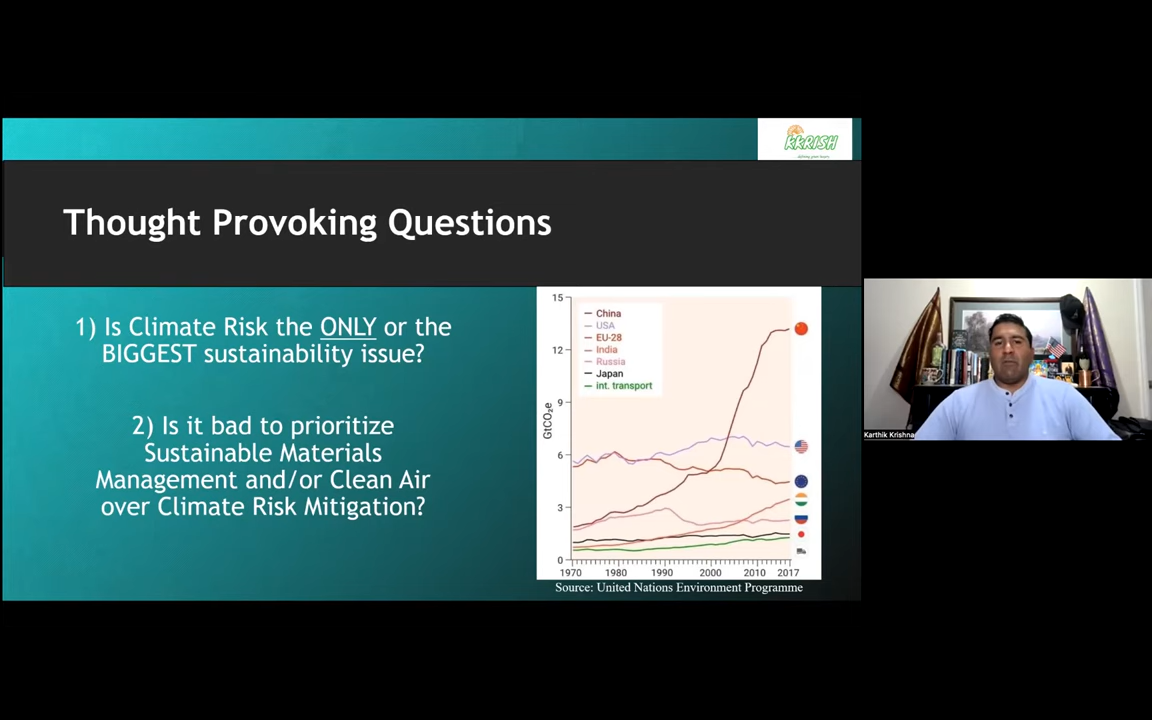 KKRISH
Thought Provoking Questions
1) Is Climate Risk the ONLY or the
BIGGEST sustainability issue?
2) Is it bad to prioritize
Sustainable Materials
Management and/or Clean Air
over Climate Risk Mitigation?
15
12
9
6
3
0
GtCO₂e
China
USA
EU-28
India
Russia
Japan
int. transport
1970
1980
1990
2000
2010
2017
Source: United Nations Environment Programme
Karthik Krishna